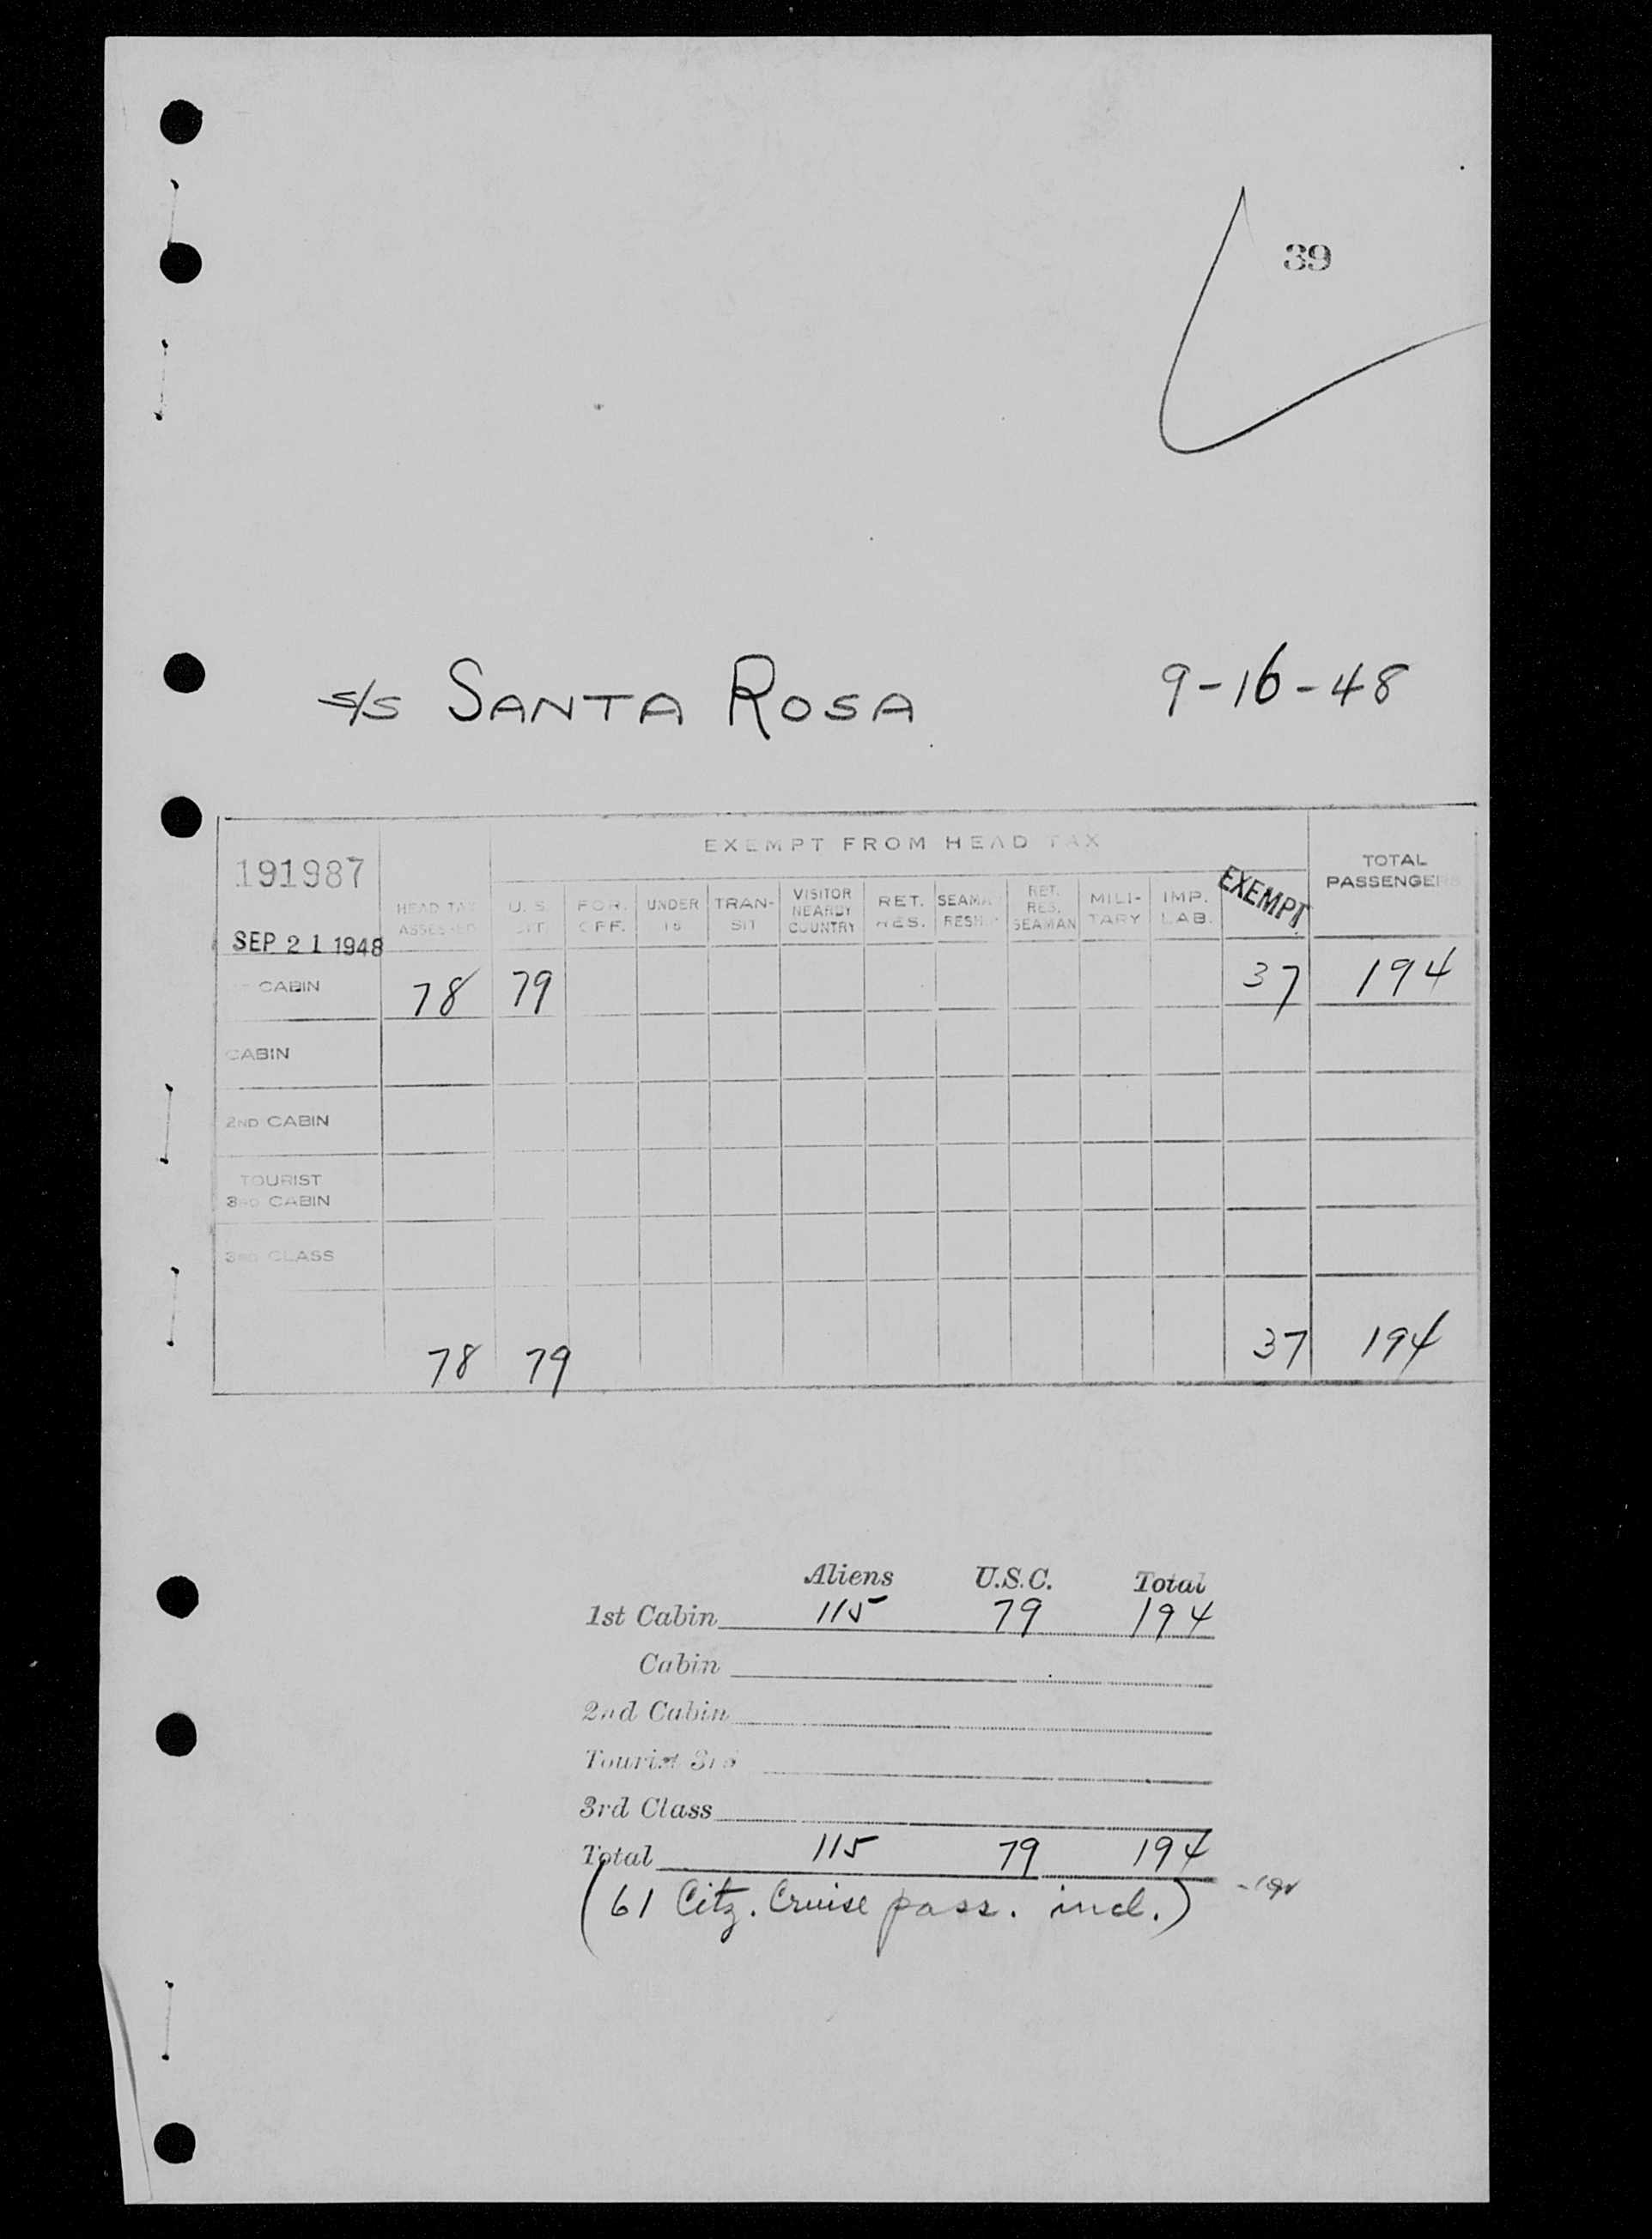 39
S/S SANTA ROSA 9-16-48
191987
EXEMPT FROM HEAD TAX
TOTAL PASSENGERS
HEAD TAX ASSESSED
U. S. CIT.
FOR. OFF.
UNDER 16
TRAN- SIT
VISITOR NEARBY COUNTRY
RET. RES.
SEAMAN
RET. RES. SEAMAN
MILI- TARY
IMP. LAB.
EXEMPT
SEP 21 1948
CABIN 78 79 37 194
CABIN
2ND CABIN
TOURIST
3RD CABIN
3RD CLASS
78 79 37 194
Aliens U.S.C. Total
1st Cabin 115 79 194
Cabin
2nd Cabin
Tourist 3rd
3rd Class
Total 115 79 194
(61 Citz. Cruise pass. incl.)